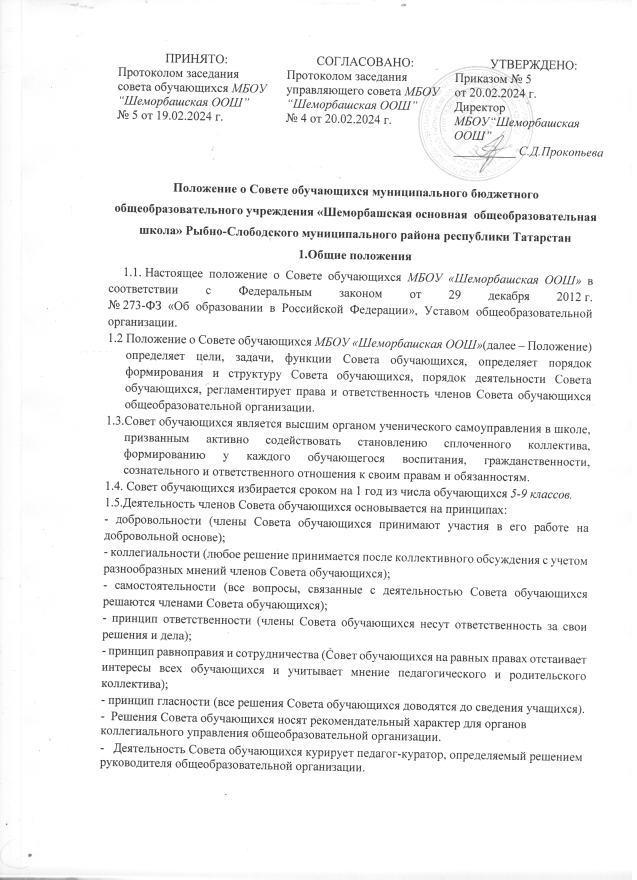 ПРИНЯТО:
Протоколом заседания
совета обучающихся МБОУ
"Шеморбашская ООШ"
№ 5 от 19.02.2024 г.
СОГЛАСОВАНО:
Протоколом заседания
управляющего совета МБОУ
"Шеморбашская ООШ"
№ 4 от 20.02.2024 г.
УТВЕРЖДЕНО:
Приказом № 5
от 20.02.2024 г.
Директор
МБОУ"Шеморбашская
ООШ"
__________ С.Д.Прокопьева
Положение о Совете обучающихся муниципального бюджетного
общеобразовательного учреждения «Шеморбашская основная общеобразовательная
школа» Рыбно-Слободского муниципального района республики Татарстан
1.Общие положения
1.1. Настоящее положение о Совете обучающихся МБОУ «Шеморбашская ООШ» в
соответствии с Федеральным законом от 29 декабря 2012 г.
№ 273-ФЗ «Об образовании в Российской Федерации», Уставом общеобразовательной
организации.
1.2 Положение о Совете обучающихся МБОУ «Шеморбашская ООШ»(далее – Положение)
определяет цели, задачи, функции Совета обучающихся, определяет порядок
формирования и структуру Совета обучающихся, порядок деятельности Совета
обучающихся, регламентирует права и ответственность членов Совета обучающихся
общеобразовательной организации.
1.3.Совет обучающихся является высшим органом ученического самоуправления в школе,
призванным активно содействовать становлению сплоченного коллектива,
формированию у каждого обучающегося воспитания, гражданственности,
сознательного и ответственного отношения к своим правам и обязанностям.
1.4. Совет обучающихся избирается сроком на 1 год из числа обучающихся 5-9 классов.
1.5.Деятельность членов Совета обучающихся основывается на принципах:
- добровольности (члены Совета обучающихся принимают участия в его работе на
добровольной основе);
- коллегиальности (любое решение принимается после коллективного обсуждения с учетом
разнообразных мнений членов Совета обучающихся);
- самостоятельности (все вопросы, связанные с деятельностью Совета обучающихся
решаются членами Совета обучающихся);
- принцип ответственности (члены Совета обучающихся несут ответственность за свои
решения и дела);
- принцип равноправия и сотрудничества (Совет обучающихся на равных правах отстаивает
интересы всех обучающихся и учитывает мнение педагогического и родительского
коллектива);
- принцип гласности (все решения Совета обучающихся доводятся до сведения учащихся).
- Решения Совета обучающихся носят рекомендательный характер для органов
коллегиального управления общеобразовательной организации.
- Деятельность Совета обучающихся курирует педагог-куратор, определяемый решением
руководителя общеобразовательной организации.